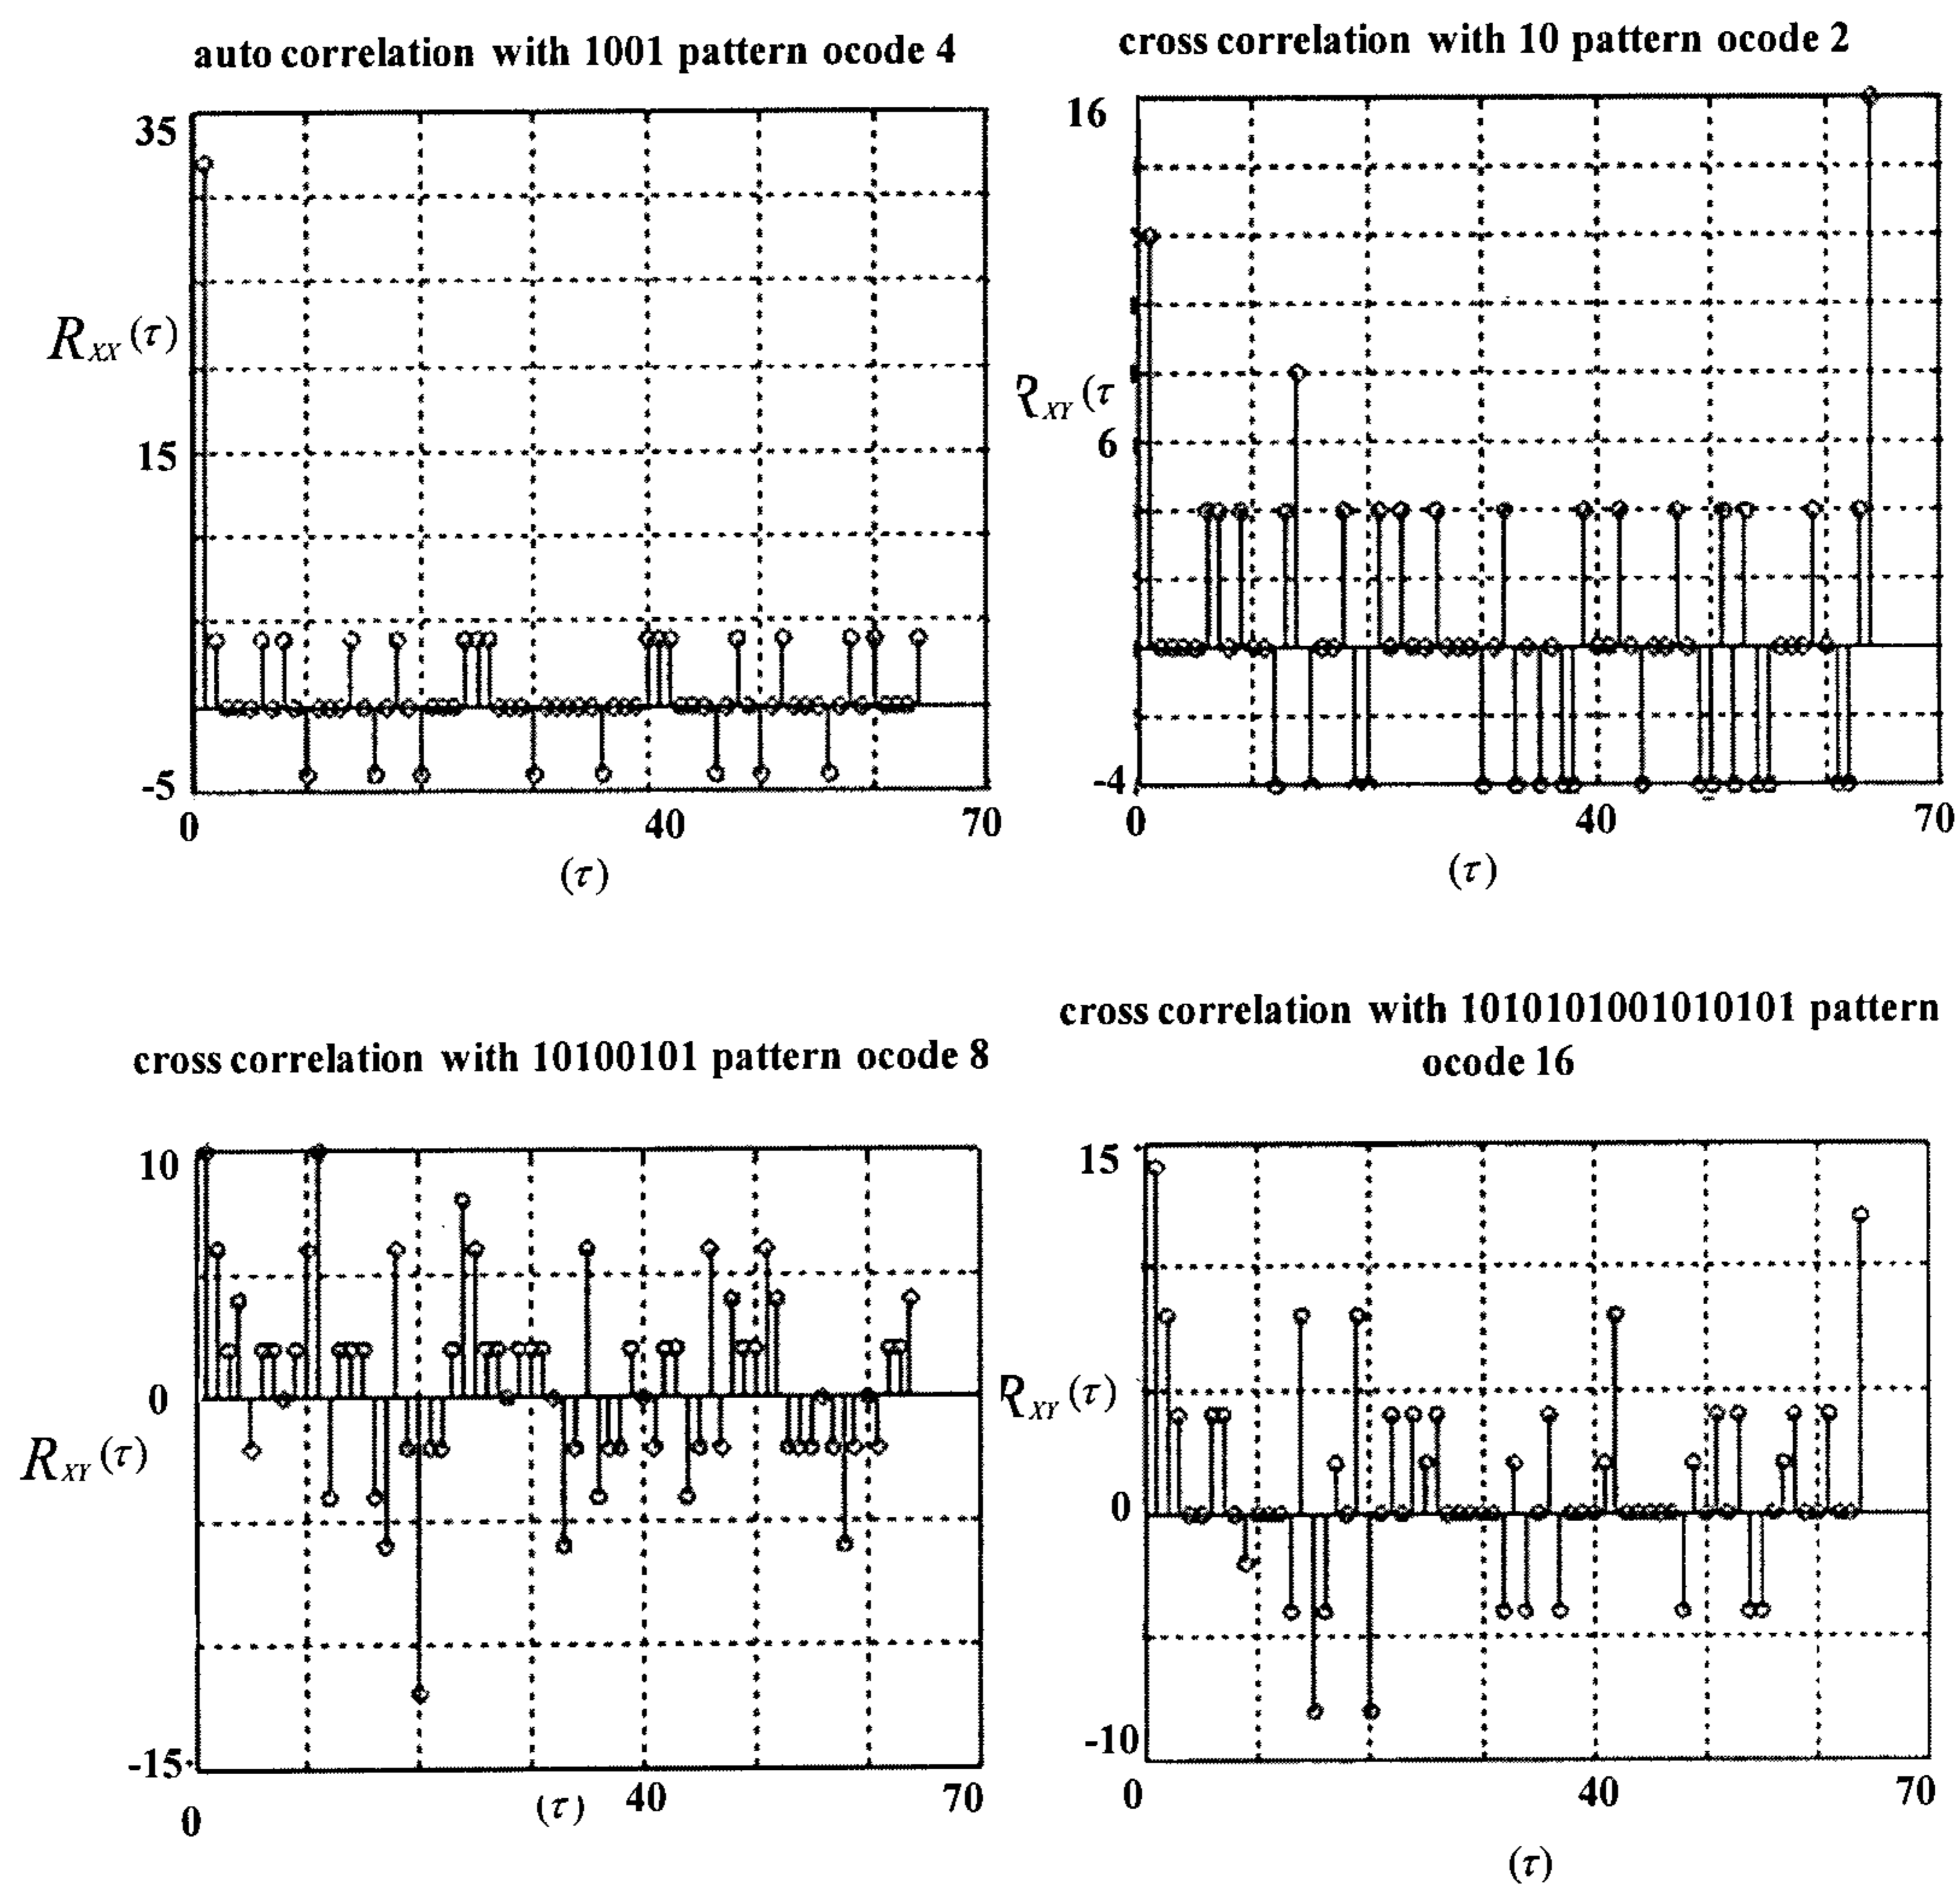 auto correlation with 1001 pattern ocode 4
35
15
-5
0
40
70
R_XX(τ)
(τ)
cross correlation with 10 pattern ocode 2
16
6
-4
0
40
70
R_XY(τ
(τ)
cross correlation with 10100101 pattern ocode 8
10
0
-15
0
40
70
R_XY(τ)
(τ)
cross correlation with 1010101001010101 pattern
ocode 16
15
0
-10
0
40
70
R_XY(τ)
(τ)